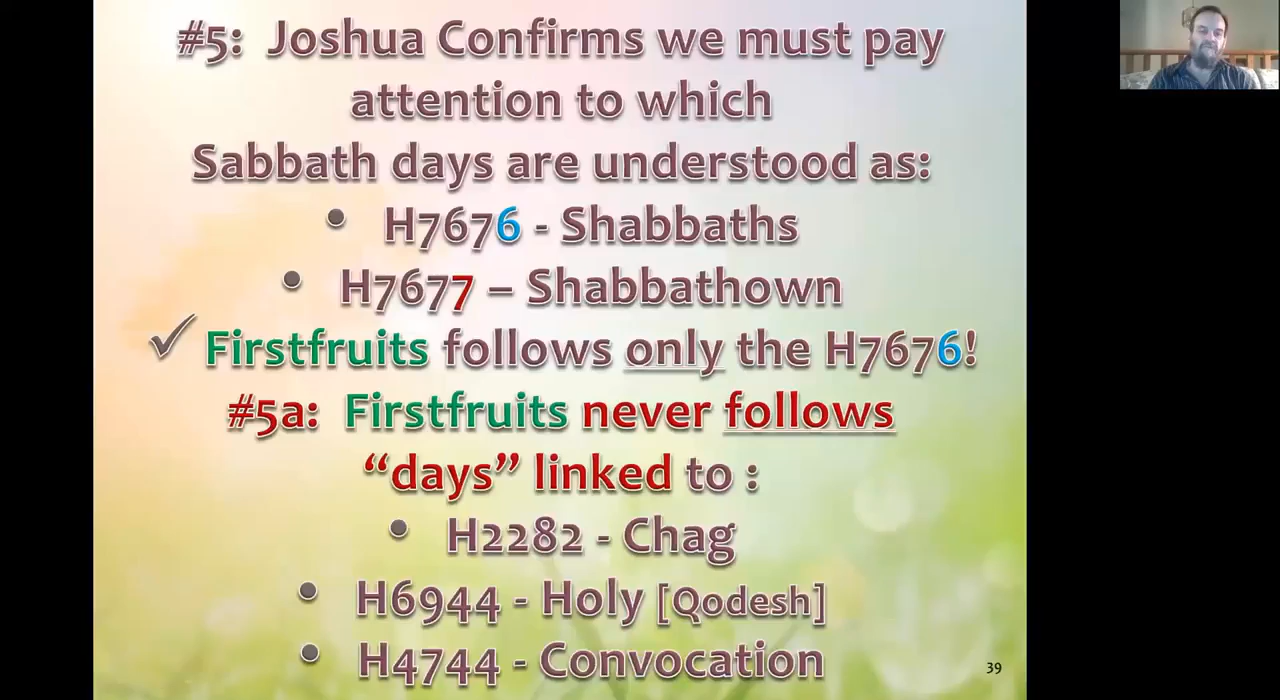 #5: Joshua Confirms we must pay
attention to which
Sabbath days are understood as:
• H7676 - Shabbaths
• H7677 – Shabbathown
✓ Firstfruits follows only the H7676!
#5a: Firstfruits never follows
“days” linked to :
• H2282 - Chag
• H6944 - Holy [Qodesh]
• H4744 - Convocation
39